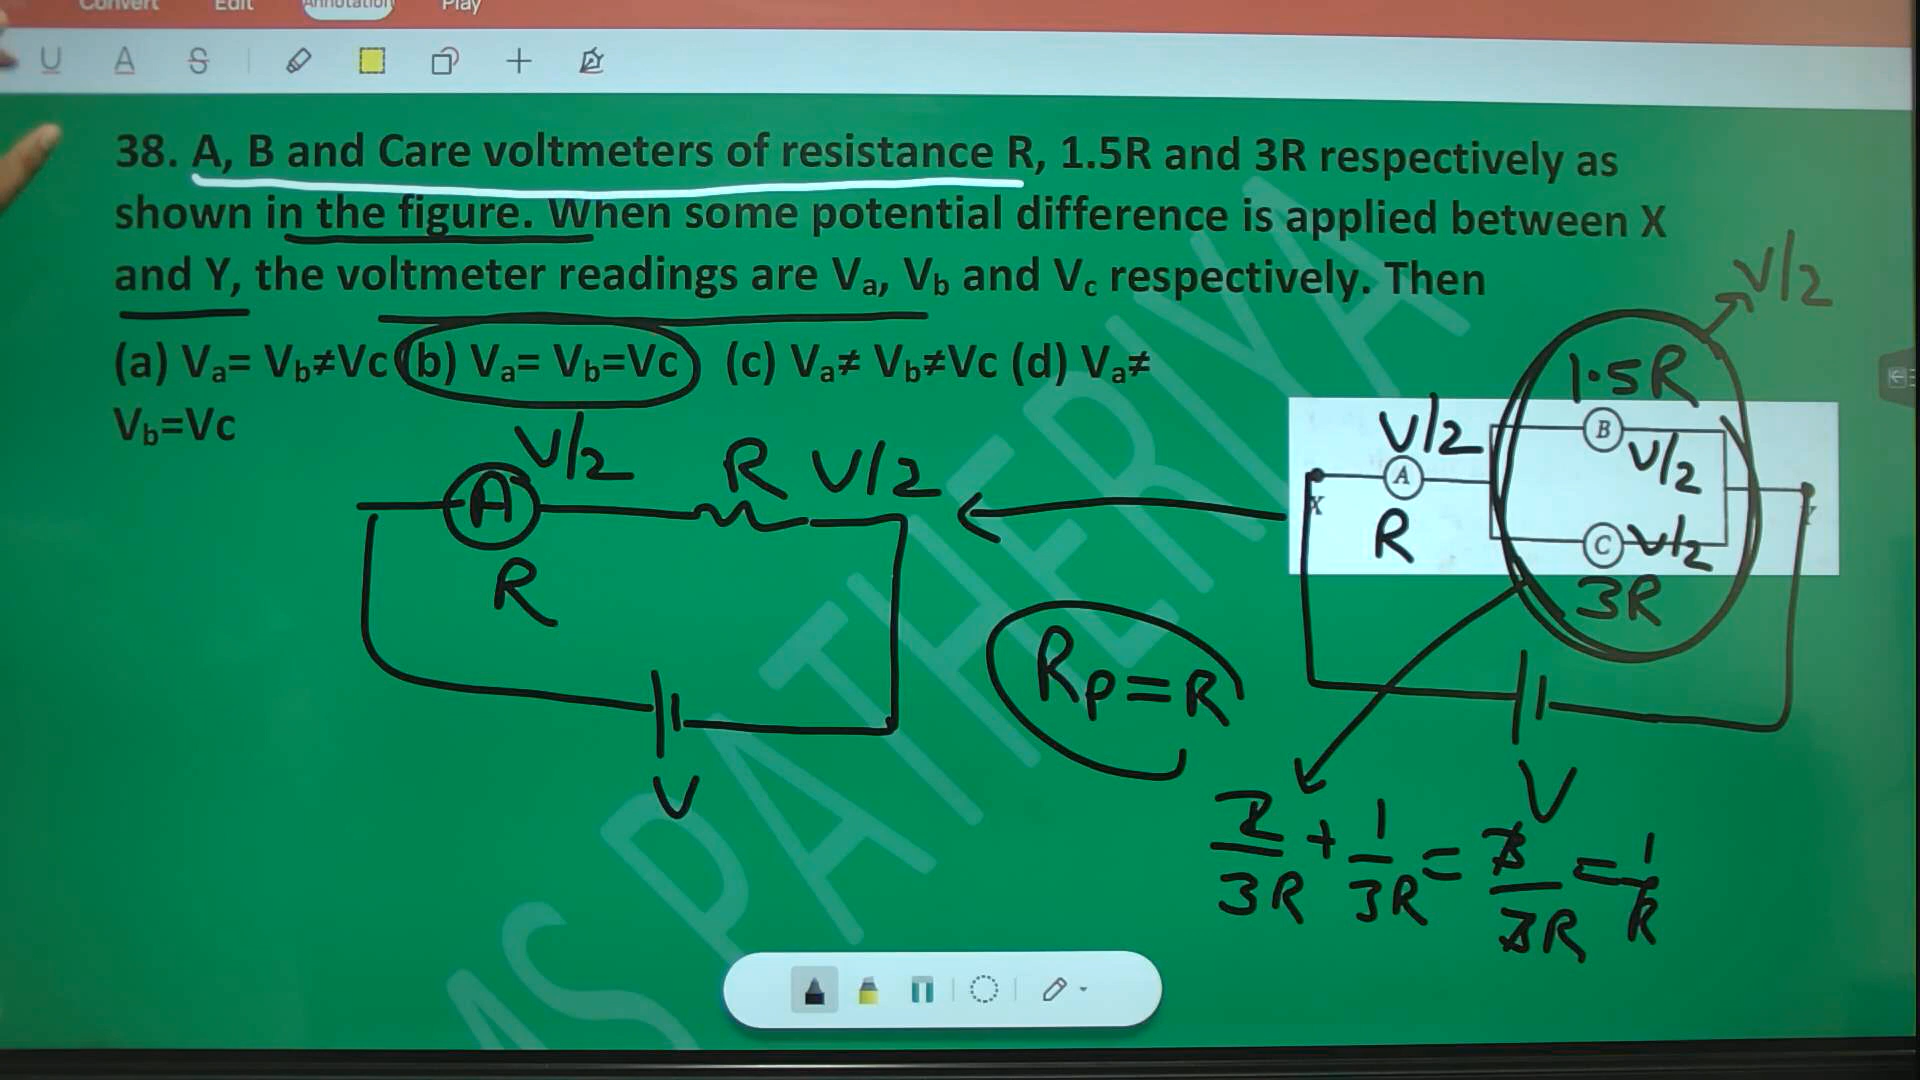 Convert Edit Annotation Play
U A S
38. A, B and Care voltmeters of resistance R, 1.5R and 3R respectively as
shown in the figure. When some potential difference is applied between X
and Y, the voltmeter readings are Va, Vb and Vc respectively. Then
(a) Va= Vb≠Vc (b) Va= Vb=Vc (c) Va≠ Vb≠Vc (d) Va≠
Vb=Vc
V/2
1.5R
V/2 B
A V/2
X Y
R C V/2
3R
V
V/2 R V/2
A
R
V
Rp=R
2/3R + 1/3R = 3/3R = 1/R
MS PATHERIYA